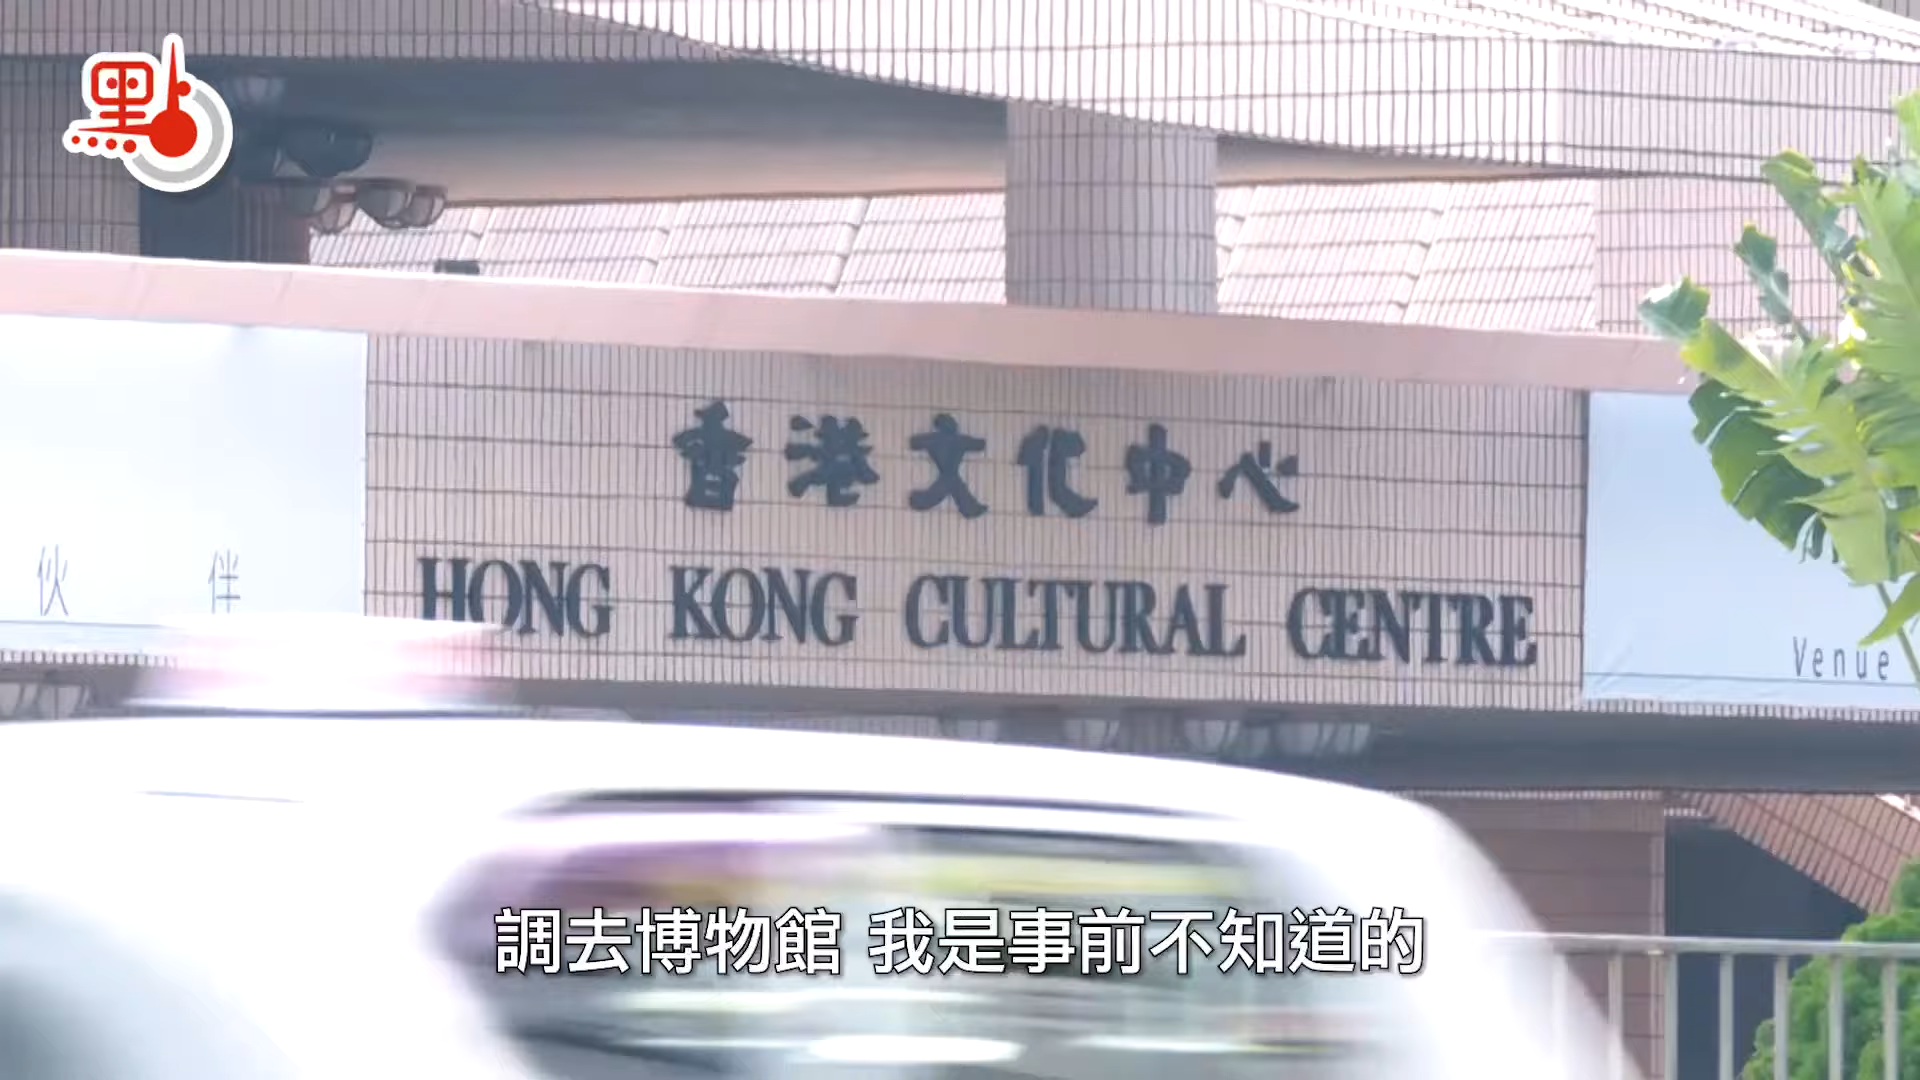 點
香港文化中心
HONG KONG CULTURAL CENTRE
伙 伴
Venue
調去博物館 我是事前不知道的